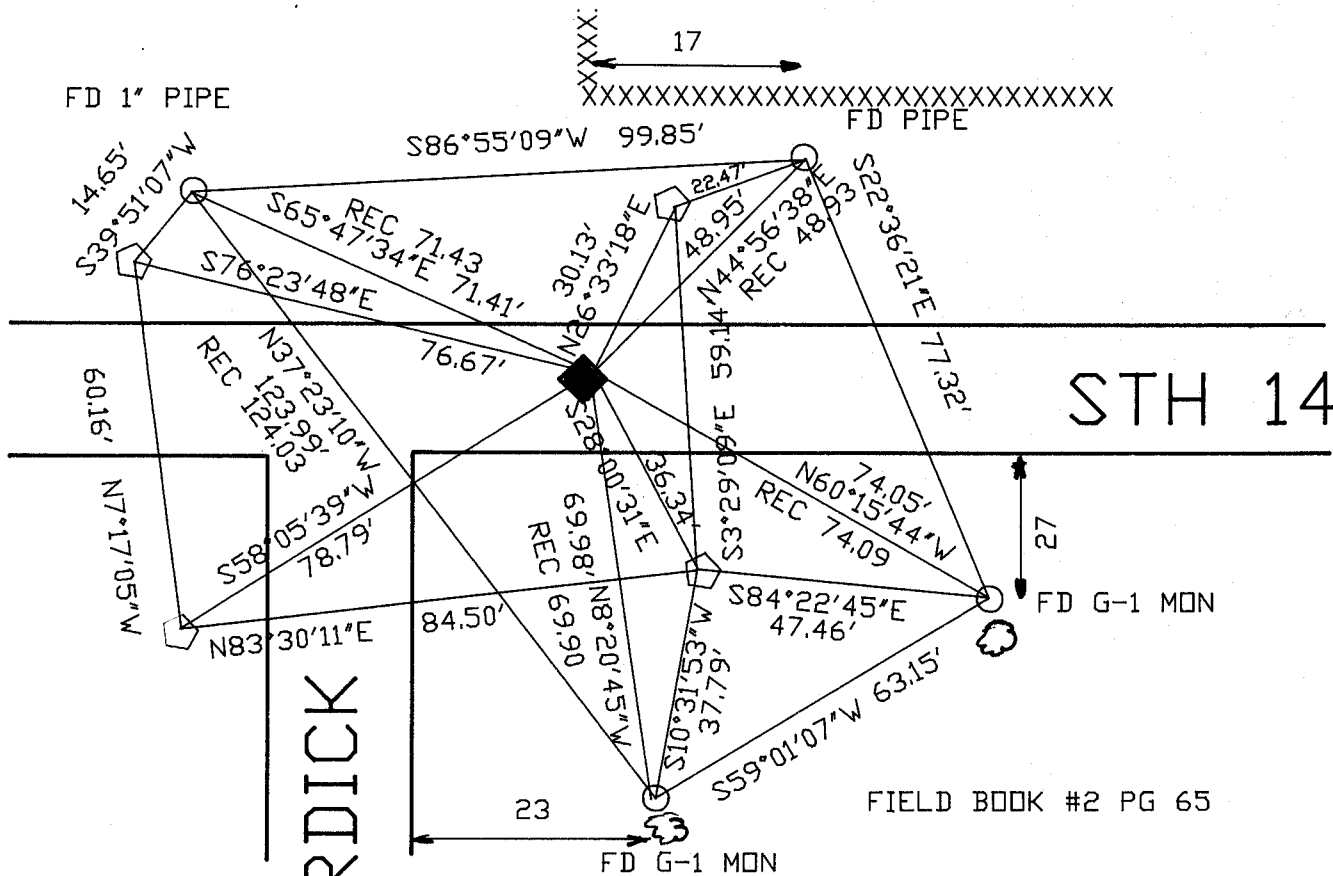 17
FD 1" PIPE
FD PIPE
S86°55'09"W 99.85'
14.65'
S39°51'07"W
22.47'
REC 71.43
S65°47'34"E 71.41'
S76°23'48"E
76.67'
30.13'
N26°33'18"E
48.95'
N44°56'38"E
REC 48.93
S22°36'21"E 77.32'
STH 14
60.16'
N7°17'05"W
N37°23'10"W
123.99'
REC 124.03
S58°05'39"W
78.79'
S28°00'31"E
36.34'
S3°29'09"E 59.14'
74.05'
N60°15'44"W
REC 74.09
27
69.98' N8°20'45"W
REC 69.90
N83°30'11"E 84.50'
S84°22'45"E
47.46'
FD G-1 MON
S10°31'53"W
37.79'
S59°01'07"W 63.15'
RDICK
23
FIELD BOOK #2 PG 65
FD G-1 MON